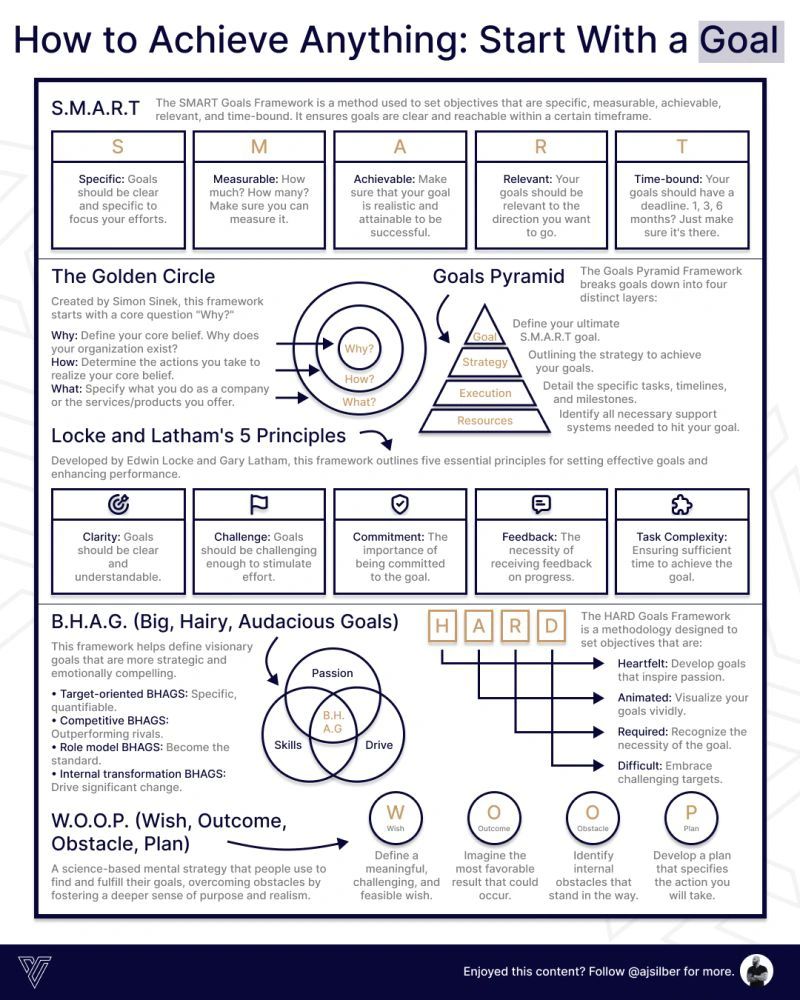 How to Achieve Anything: Start With a Goal
S.M.A.R.T
The SMART Goals Framework is a method used to set objectives that are specific, measurable, achievable,
relevant, and time-bound. It ensures goals are clear and reachable within a certain timeframe.
S
Specific: Goals
should be clear
and specific to
focus your efforts.
M
Measurable: How
much? How many?
Make sure you can
measure it.
A
Achievable: Make
sure that your goal
is realistic and
attainable to be
successful.
R
Relevant: Your
goals should be
relevant to the
direction you want
to go.
T
Time-bound: Your
goals should have a
deadline. 1, 3, 6
months? Just make
sure it's there.
The Golden Circle
Created by Simon Sinek, this framework
starts with a core question "Why?"
Why: Define your core belief. Why does
your organization exist?
How: Determine the actions you take to
realize your core belief.
What: Specify what you do as a company
or the services/products you offer.
Why?
How?
What?
Goals Pyramid
The Goals Pyramid Framework
breaks goals down into four
distinct layers:
Goal
Define your ultimate
S.M.A.R.T goal.
Strategy
Outlining the strategy to achieve
your goals.
Execution
Detail the specific tasks, timelines,
and milestones.
Resources
Identify all necessary support
systems needed to hit your goal.
Locke and Latham's 5 Principles
Developed by Edwin Locke and Gary Latham, this framework outlines five essential principles for setting effective goals and
enhancing performance.
Clarity: Goals
should be clear
and
understandable.
Challenge: Goals
should be challenging
enough to stimulate
effort.
Commitment: The
importance of
being committed
to the goal.
Feedback: The
necessity of
receiving feedback
on progress.
Task Complexity:
Ensuring sufficient
time to achieve the
goal.
B.H.A.G. (Big, Hairy, Audacious Goals)
This framework helps define visionary
goals that are more strategic and
emotionally compelling.
• Target-oriented BHAGS: Specific,
quantifiable.
• Competitive BHAGS:
Outperforming rivals.
• Role model BHAGS: Become the
standard.
• Internal transformation BHAGS:
Drive significant change.
Passion
B.H.
A.G
Skills
Drive
H A R D
The HARD Goals Framework
is a methodology designed to
set objectives that are:
Heartfelt: Develop goals
that inspire passion.
Animated: Visualize your
goals vividly.
Required: Recognize the
necessity of the goal.
Difficult: Embrace
challenging targets.
W.O.O.P. (Wish, Outcome,
Obstacle, Plan)
A science-based mental strategy that people use to
find and fulfill their goals, overcoming obstacles by
fostering a deeper sense of purpose and realism.
W
Wish
Define a
meaningful,
challenging, and
feasible wish.
O
Outcome
Imagine the
most favorable
result that could
occur.
O
Obstacle
Identify
internal
obstacles that
stand in the way.
P
Plan
Develop a plan
that specifies
the action you
will take.
Enjoyed this content? Follow @ajsilber for more.